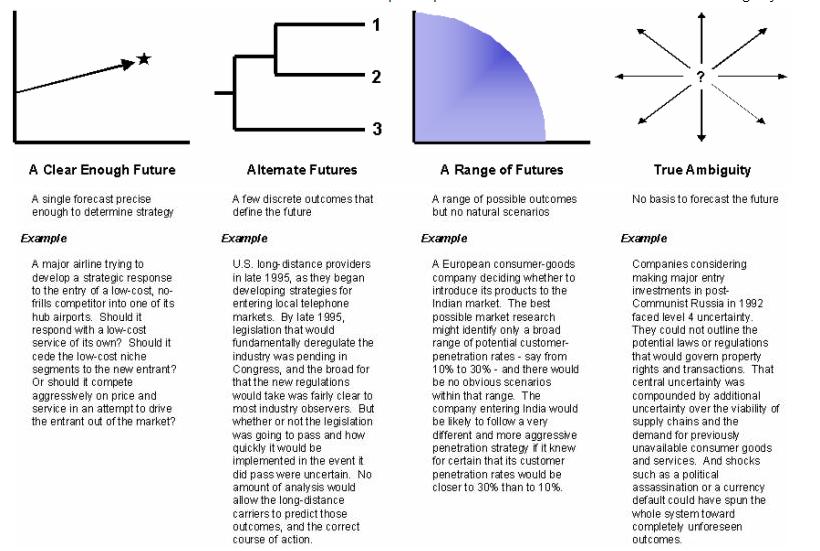 1
2
3
?
A Clear Enough Future
A single forecast precise
enough to determine strategy
Example
A major airline trying to
develop a strategic response
to the entry of a low-cost, no-
frills competitor into one of its
hub airports. Should it
respond with a low-cost
service of its own? Should it
cede the low-cost niche
segments to the new entrant?
Or should it compete
aggressively on price and
service in an attempt to drive
the entrant out of the market?
Alternate Futures
A few discrete outcomes that
define the future
Example
U.S. long-distance providers
in late 1995, as they began
developing strategies for
entering local telephone
markets. By late 1995,
legislation that would
fundamentally deregulate the
industry was pending in
Congress, and the broad for
that the new regulations
would take was fairly clear to
most industry observers. But
whether or not the legislation
was going to pass and how
quickly it would be
implemented in the event it
did pass were uncertain. No
amount of analysis would
allow the long-distance
carriers to predict those
outcomes, and the correct
course of action.
A Range of Futures
A range of possible outcomes
but no natural scenarios
Example
A European consumer-goods
company deciding whether to
introduce its products to the
Indian market. The best
possible market research
might identify only a broad
range of potential customer-
penetration rates - say from
10% to 30% - and there would
be no obvious scenarios
within that range. The
company entering India would
be likely to follow a very
different and more aggressive
penetration strategy if it knew
for certain that its customer
penetration rates would be
closer to 30% than to 10%.
True Ambiguity
No basis to forecast the future
Example
Companies considering
making major entry
investments in post-
Communist Russia in 1992
faced level 4 uncertainty.
They could not outline the
potential laws or regulations
that would govern property
rights and transactions. That
central uncertainty was
compounded by additional
uncertainty over the viability of
supply chains and the
demand for previously
unavailable consumer goods
and services. And shocks
such as a political
assassination or a currency
default could have spun the
whole system toward
completely unforeseen
outcomes.